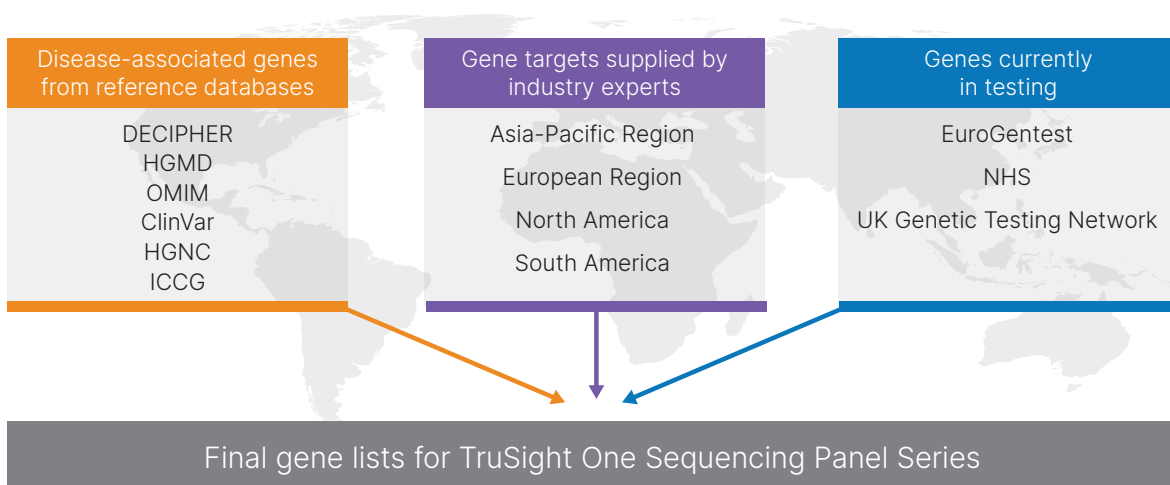 Disease-associated genes
from reference databases
DECIPHER
HGMD
OMIM
ClinVar
HGNC
ICCG
Gene targets supplied by
industry experts
Asia-Pacific Region
European Region
North America
South America
Genes currently
in testing
EuroGentest
NHS
UK Genetic Testing Network
Final gene lists for TruSight One Sequencing Panel Series